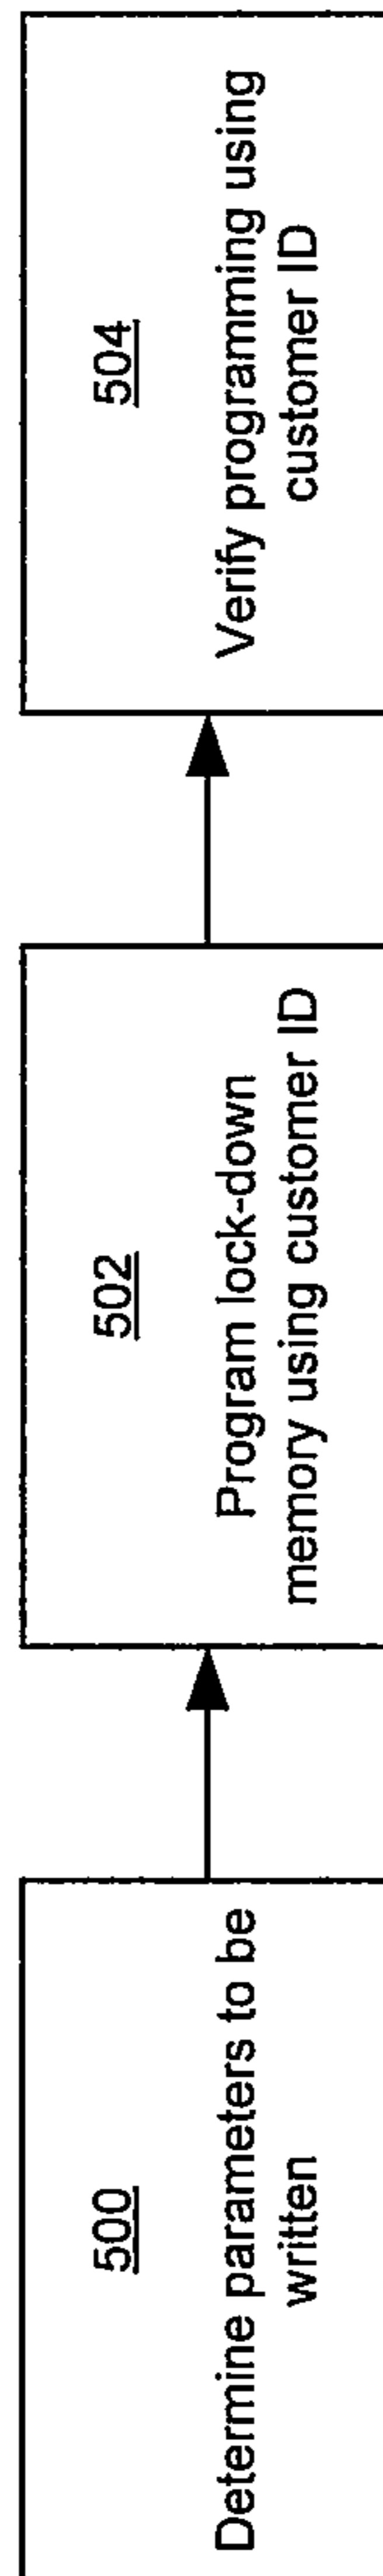 500
Determine parameters to be
written
502
Program lock-down
memory using customer ID
504
Verify programming using
customer ID